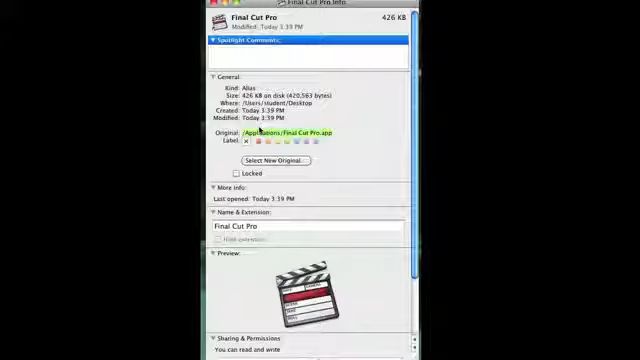 Final Cut Pro Info
Final Cut Pro 426 KB
Modified: Today 3:39 PM
Spotlight Comments:
General:
Kind: Alias
Size: 426 KB on disk (420,563 bytes)
Where: /Users/student/Desktop
Created: Today 3:39 PM
Modified: Today 3:39 PM
Original: /Applications/Final Cut Pro.app
Label:
Select New Original...
Locked
More Info:
Last opened: Today 3:39 PM
Name & Extension:
Final Cut Pro
Hide extension
Preview:
Sharing & Permissions
You can read and write